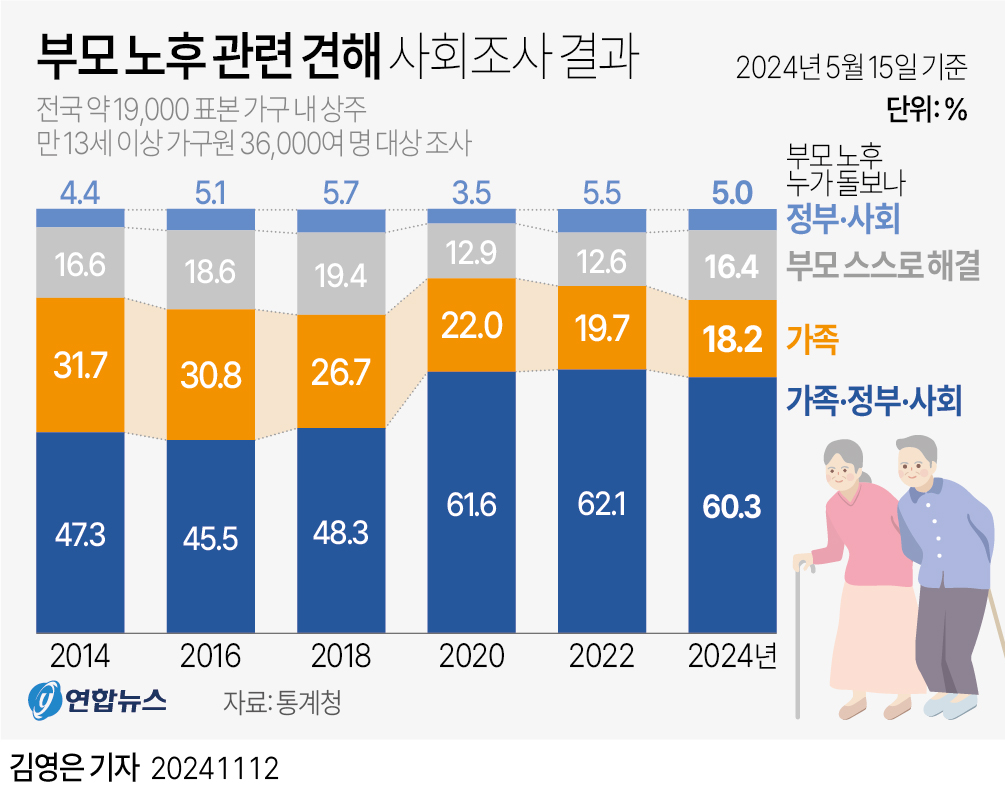 부모 노후 관련 견해 사회조사 결과
2024년 5월 15일 기준
전국 약 19,000 표본 가구 내 상주
만 13세 이상 가구원 36,000여 명 대상 조사
단위: %
부모 노후
누가 돌보나
4.4 5.1 5.7 3.5 5.5 5.0
정부·사회
16.6 18.6 19.4 12.9 12.6 16.4
부모 스스로 해결
31.7 30.8 26.7 22.0 19.7 18.2
가족
가족·정부·사회
47.3 45.5 48.3 61.6 62.1 60.3
2014 2016 2018 2020 2022 2024년
y 연합뉴스
자료: 통계청
김영은 기자 20241112